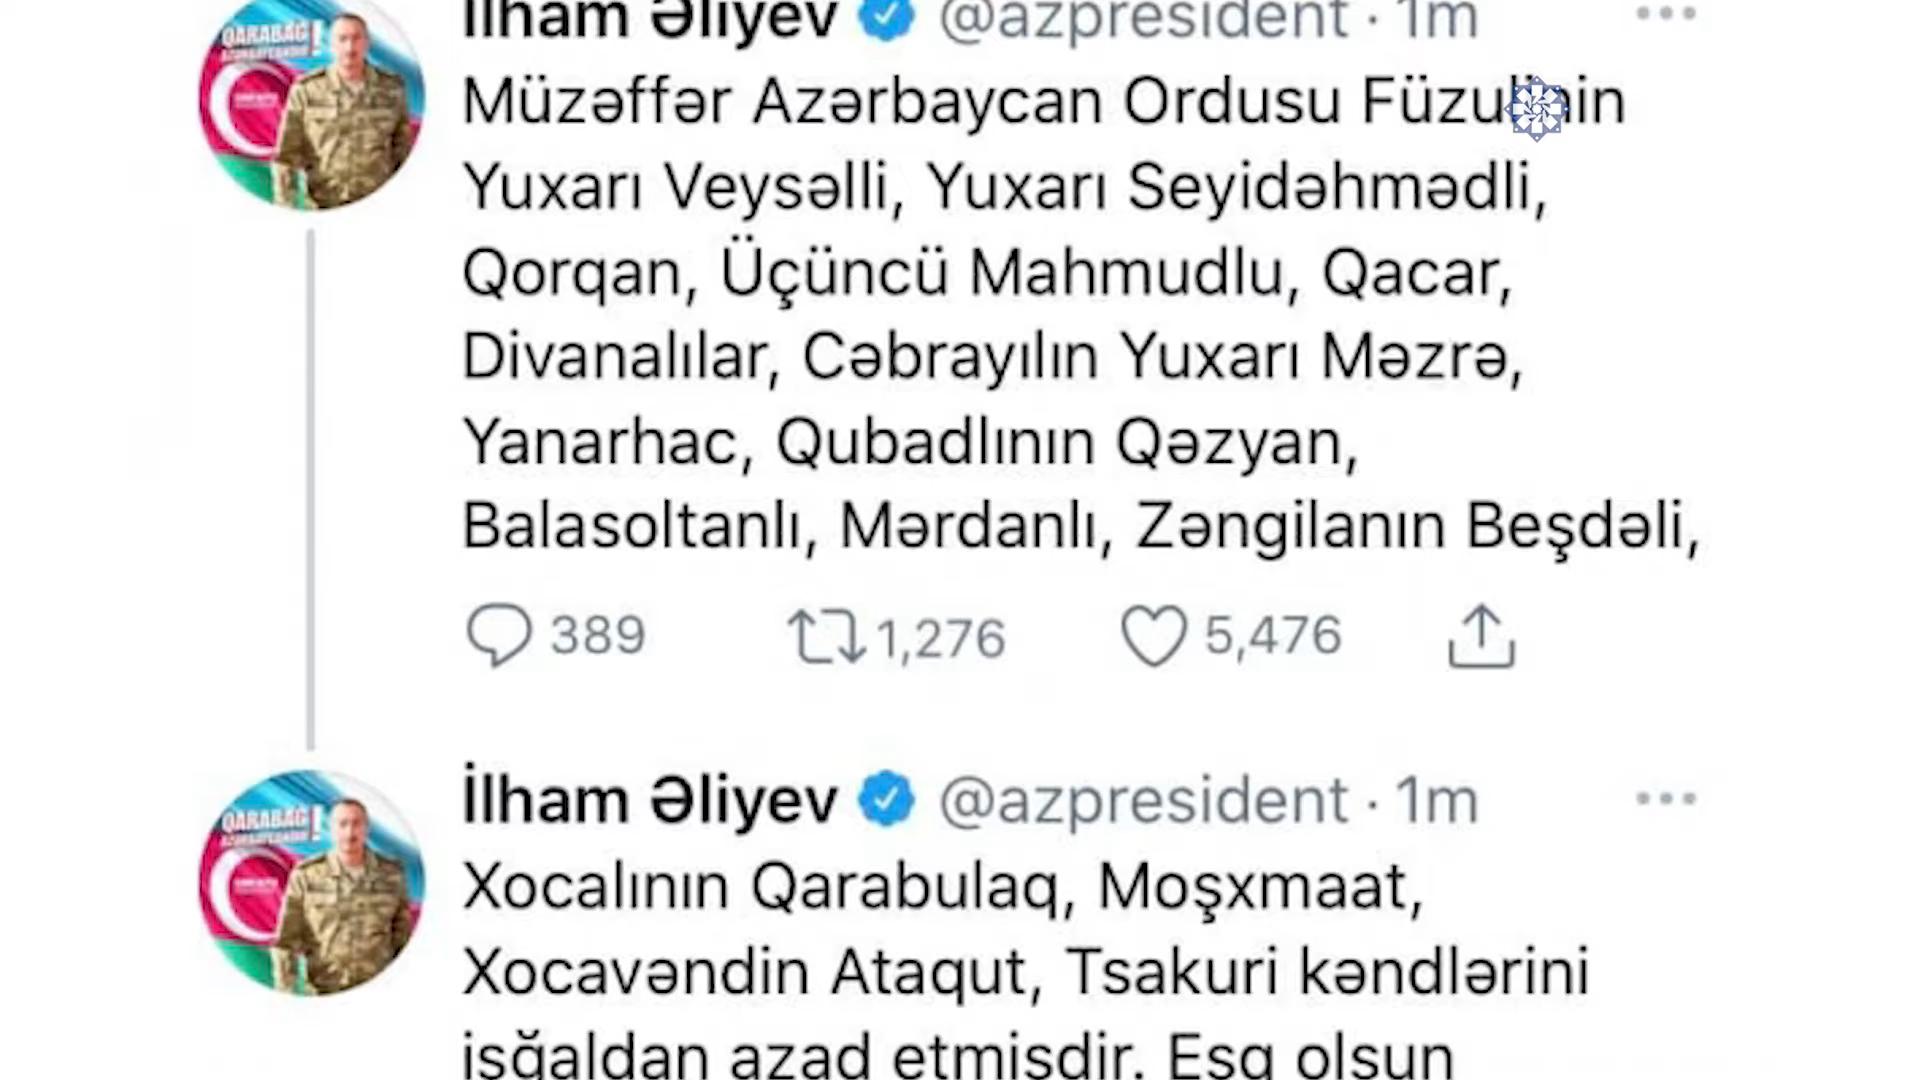 İlham Əliyev @azpresident · 1m
Müzəffər Azərbaycan Ordusu Füzulinin
Yuxarı Veysəlli, Yuxarı Seyidəhmədli,
Qorqan, Üçüncü Mahmudlu, Qacar,
Divanalılar, Cəbrayılın Yuxarı Məzrə,
Yanarhac, Qubadlının Qəzyan,
Balasoltanlı, Mərdanlı, Zəngilanın Beşdəli,
389 1,276 5,476
QARABAĞ
İlham Əliyev @azpresident · 1m
Xocalının Qarabulaq, Moşxmaat,
Xocavəndin Ataqut, Tsakuri kəndlərini
işğaldan azad etmişdir. Eşq olsun
QARABAĞ